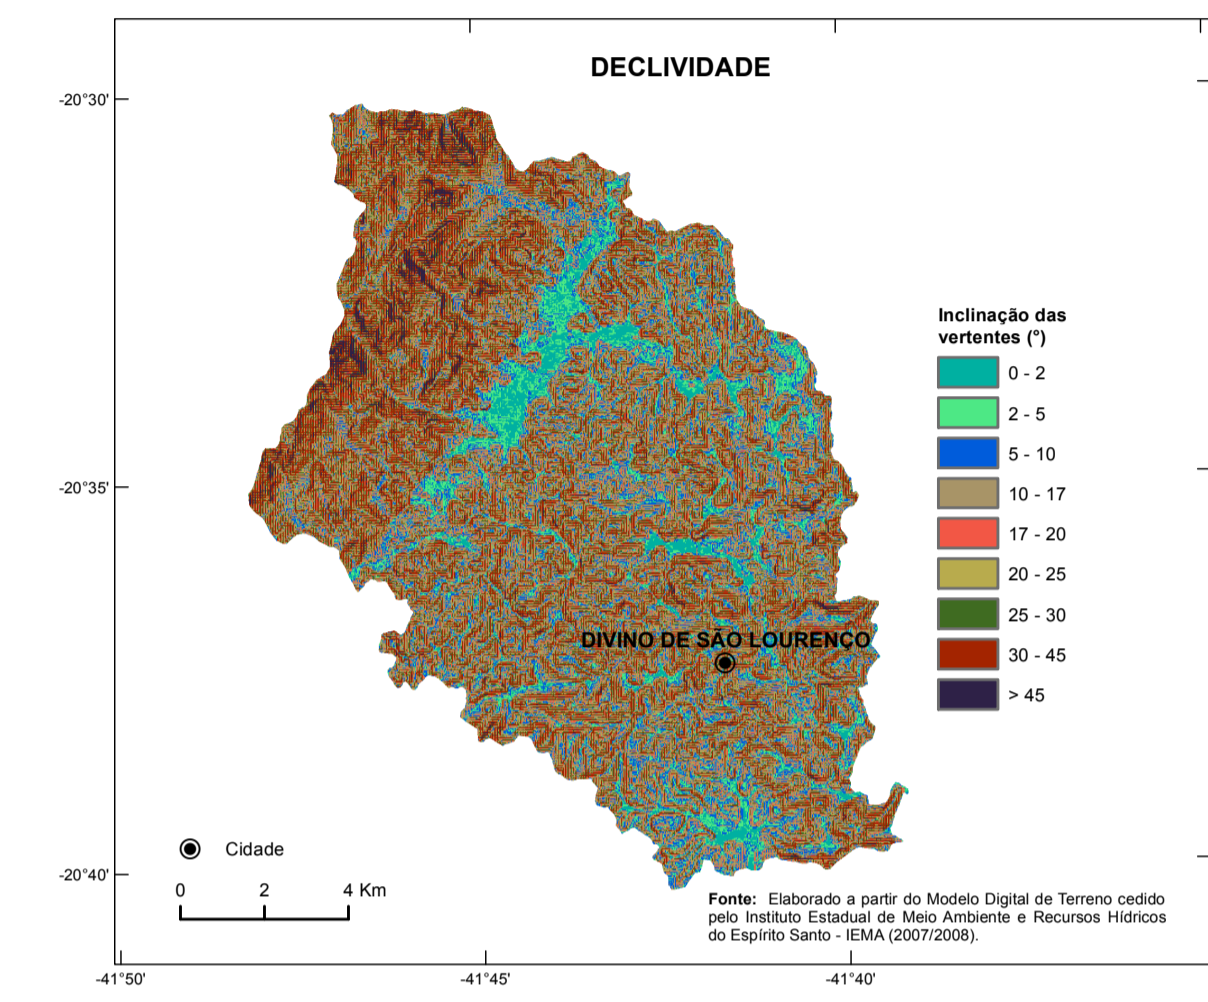 DECLIVIDADE
-20°30'
-20°35'
-20°40'
DIVINO DE SÃO LOURENÇO
Inclinação das
vertentes (°)
0 - 2
2 - 5
5 - 10
10 - 17
17 - 20
20 - 25
25 - 30
30 - 45
> 45
Cidade
0 2 4 Km
Fonte: Elaborado a partir do Modelo Digital de Terreno cedido
pelo Instituto Estadual de Meio Ambiente e Recursos Hídricos
do Espírito Santo - IEMA (2007/2008).
-41°50' -41°45' -41°40'